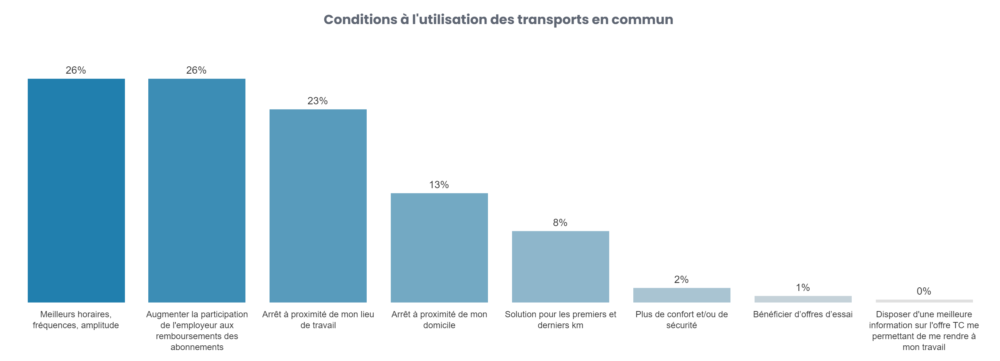 Conditions à l'utilisation des transports en commun
26%
26%
23%
13%
8%
2%
1%
0%
Meilleurs horaires,
fréquences, amplitude
Augmenter la participation
de l'employeur aux
remboursements des
abonnements
Arrêt à proximité de mon lieu
de travail
Arrêt à proximité de mon
domicile
Solution pour les premiers et
derniers km
Plus de confort et/ou de
sécurité
Bénéficier d’offres d’essai
Disposer d'une meilleure
information sur l'offre TC me
permettant de me rendre à
mon travail